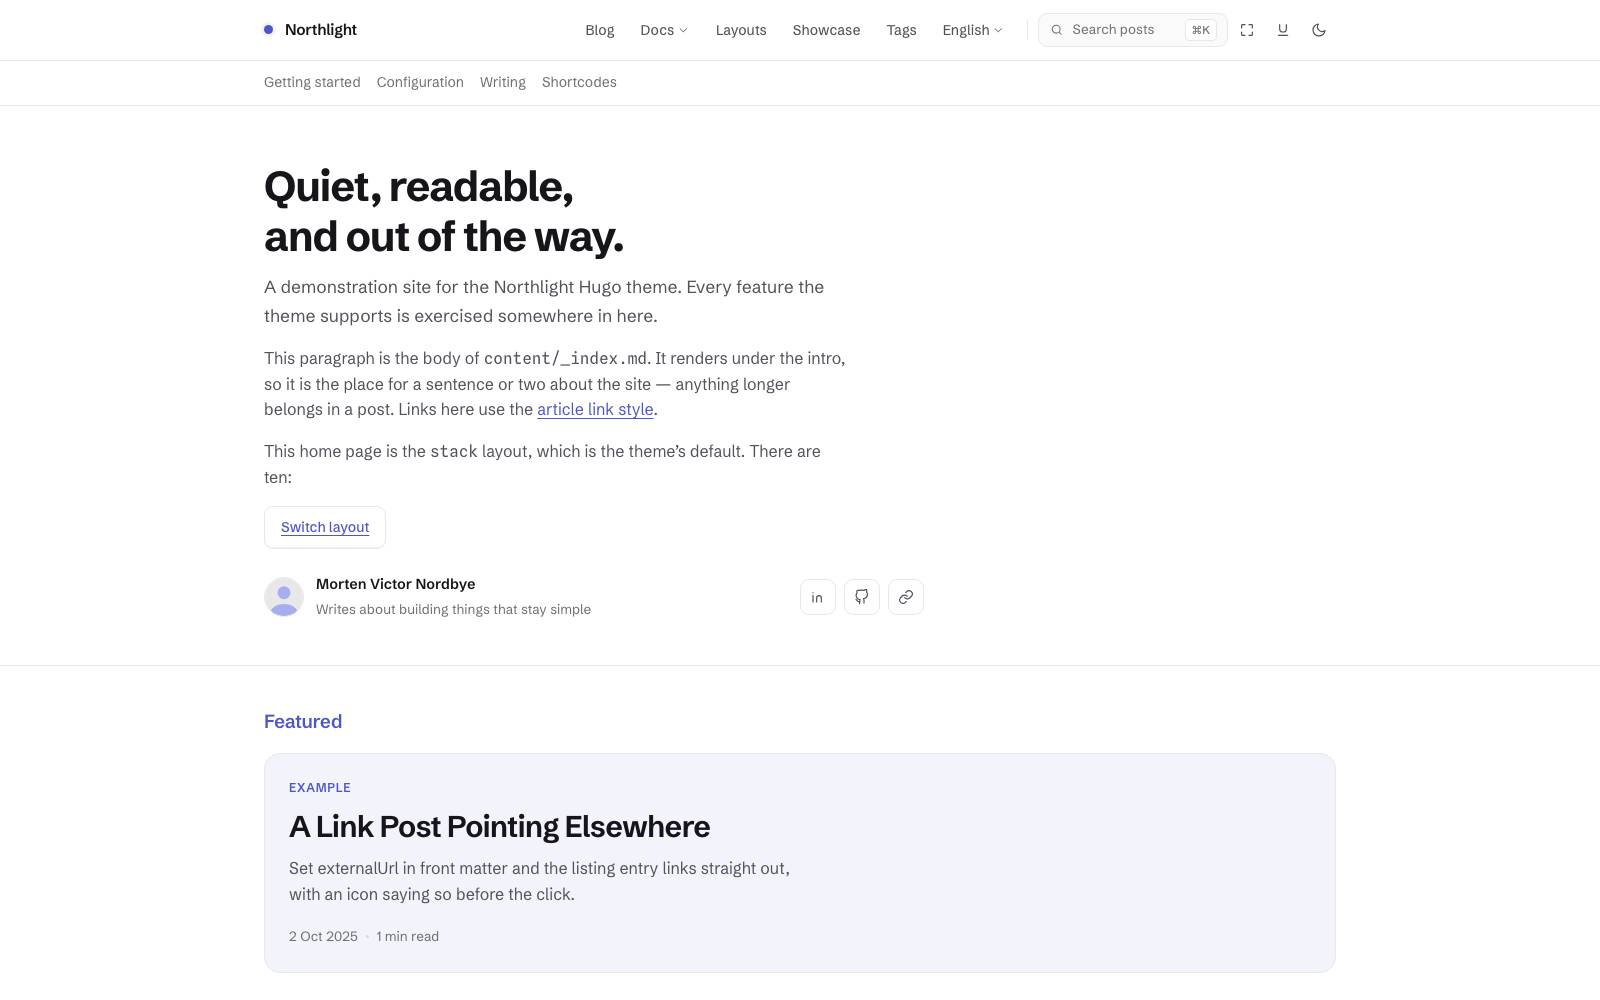 Northlight
Blog Docs Layouts Showcase Tags English Search posts ⌘K
Getting started Configuration Writing Shortcodes
Quiet, readable,
and out of the way.
A demonstration site for the Northlight Hugo theme. Every feature the
theme supports is exercised somewhere in here.
This paragraph is the body of content/_index.md. It renders under the intro,
so it is the place for a sentence or two about the site — anything longer
belongs in a post. Links here use the article link style.
This home page is the stack layout, which is the theme’s default. There are
ten:
Switch layout
Morten Victor Nordbye
Writes about building things that stay simple
in
Featured
EXAMPLE
A Link Post Pointing Elsewhere
Set externalUrl in front matter and the listing entry links straight out,
with an icon saying so before the click.
2 Oct 2025 · 1 min read